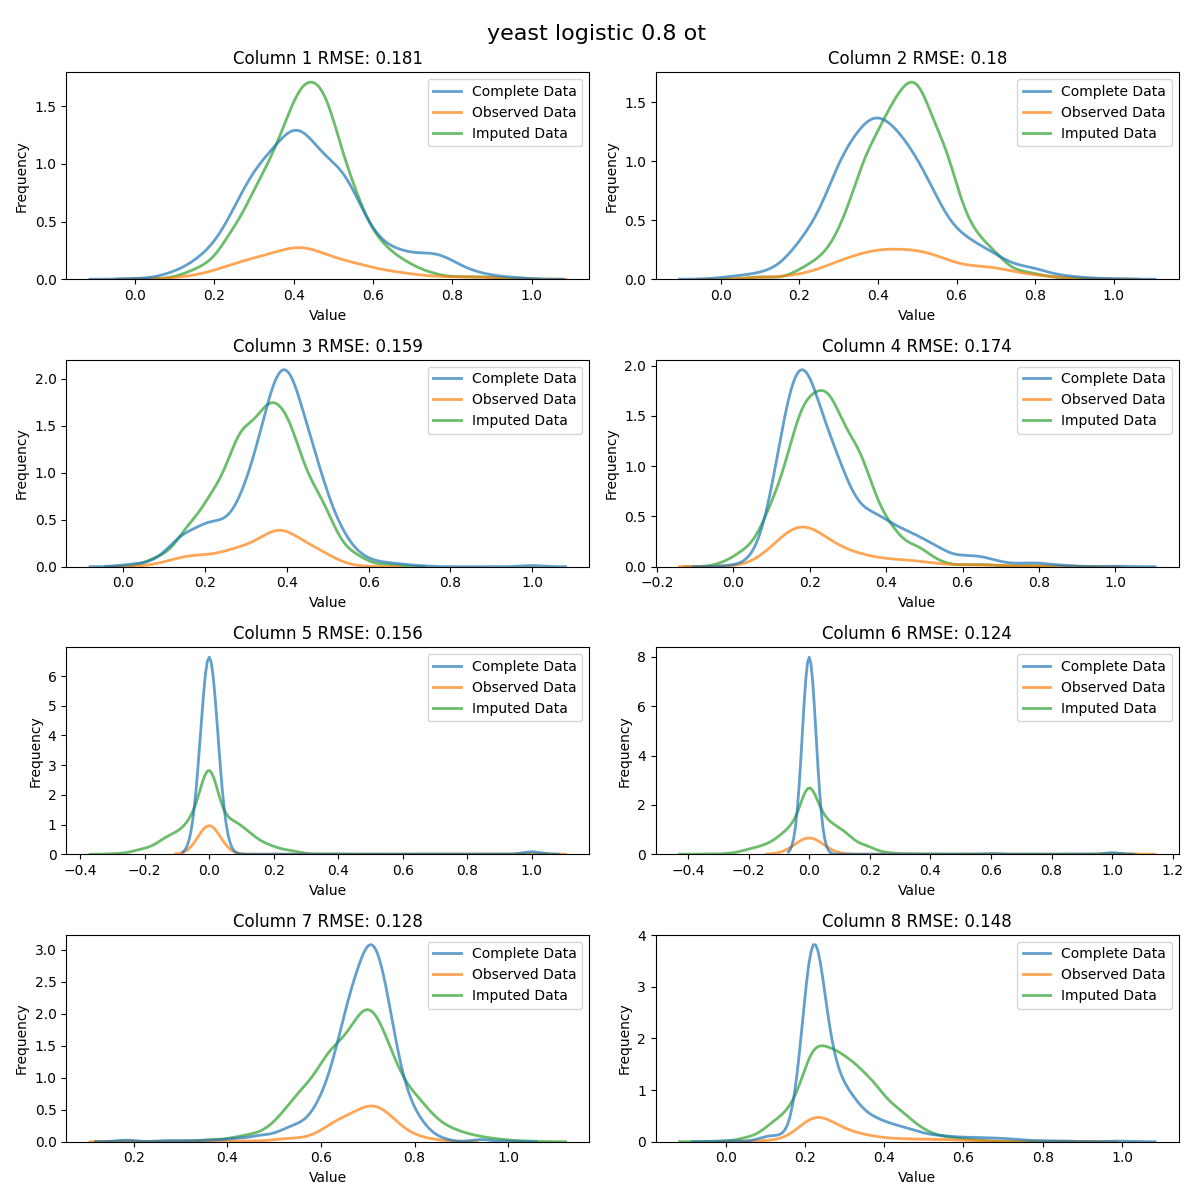 yeast logistic 0.8 ot
Column 1 RMSE: 0.181
Frequency
1.5
1.0
0.5
0.0
0.0 0.2 0.4 0.6 0.8 1.0
Value
Complete Data
Observed Data
Imputed Data
Column 2 RMSE: 0.18
Frequency
1.5
1.0
0.5
0.0
0.0 0.2 0.4 0.6 0.8 1.0
Value
Complete Data
Observed Data
Imputed Data
Column 3 RMSE: 0.159
Frequency
2.0
1.5
1.0
0.5
0.0
0.0 0.2 0.4 0.6 0.8 1.0
Value
Complete Data
Observed Data
Imputed Data
Column 4 RMSE: 0.174
Frequency
2.0
1.5
1.0
0.5
0.0
−0.2 0.0 0.2 0.4 0.6 0.8 1.0
Value
Complete Data
Observed Data
Imputed Data
Column 5 RMSE: 0.156
Frequency
6
5
4
3
2
1
0
−0.4 −0.2 0.0 0.2 0.4 0.6 0.8 1.0
Value
Complete Data
Observed Data
Imputed Data
Column 6 RMSE: 0.124
Frequency
8
6
4
2
0
−0.4 −0.2 0.0 0.2 0.4 0.6 0.8 1.0 1.2
Value
Complete Data
Observed Data
Imputed Data
Column 7 RMSE: 0.128
Frequency
3.0
2.5
2.0
1.5
1.0
0.5
0.0
0.2 0.4 0.6 0.8 1.0
Value
Complete Data
Observed Data
Imputed Data
Column 8 RMSE: 0.148
Frequency
4
3
2
1
0
0.0 0.2 0.4 0.6 0.8 1.0
Value
Complete Data
Observed Data
Imputed Data